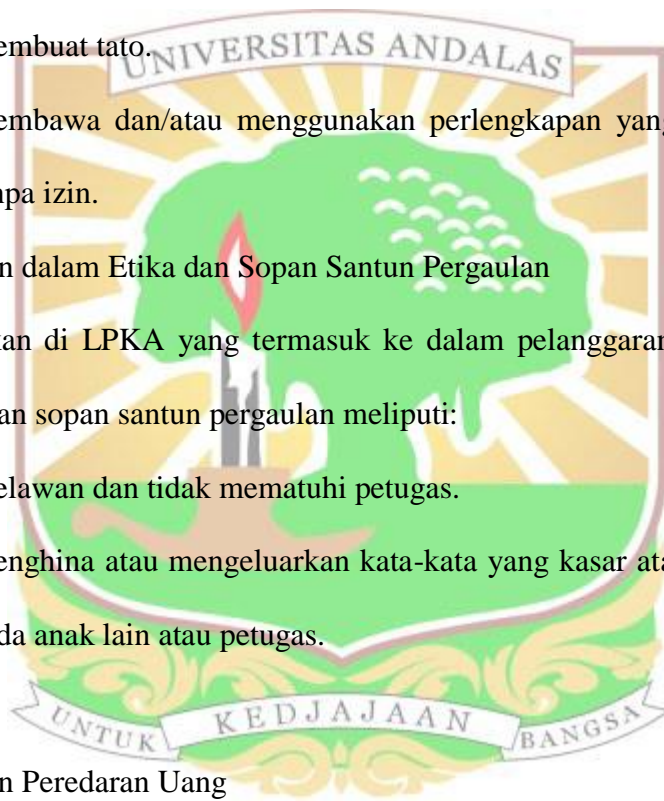 embuat tato.
UNIVERSITAS ANDALAS
embawa dan/atau menggunakan perlengkapan yang
npa izin.
n dalam Etika dan Sopan Santun Pergaulan
kan di LPKA yang termasuk ke dalam pelanggaran
an sopan santun pergaulan meliputi:
elawan dan tidak mematuhi petugas.
enghina atau mengeluarkan kata-kata yang kasar ata
da anak lain atau petugas.
UNTUK KEDJAJAAN BANGSA
n Peredaran Uang